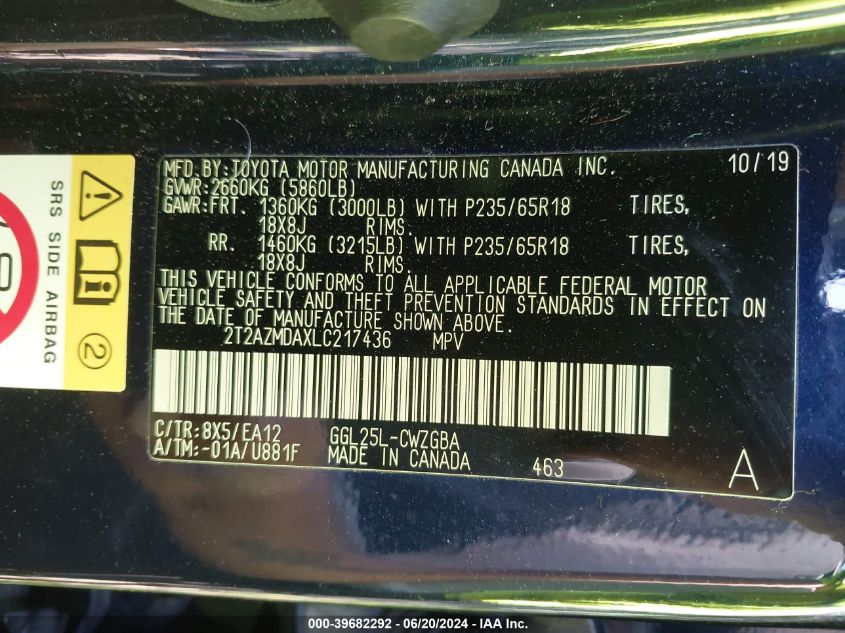 MFD.BY:TOYOTA MOTOR MANUFACTURING CANADA INC. 10/19
GVWR:2660KG (5860LB)
GAWR:FRT. 1360KG (3000LB) WITH P235/65R18 TIRES,
18X8J RIMS.
RR. 1460KG (3215LB) WITH P235/65R18 TIRES,
18X8J RIMS.
THIS VEHICLE CONFORMS TO ALL APPLICABLE FEDERAL MOTOR
VEHICLE SAFETY AND THEFT PREVENTION STANDARDS IN EFFECT ON
THE DATE OF MANUFACTURE SHOWN ABOVE.
2T2AZMDAXLC217436 MPV
C/TR:8X5/EA12 GGL25L-CWZGBA
A/TM:-01A/U881F MADE IN CANADA 463 A
SRS SIDE AIRBAG
2
000-39682292 - 06/20/2024 - IAA Inc.